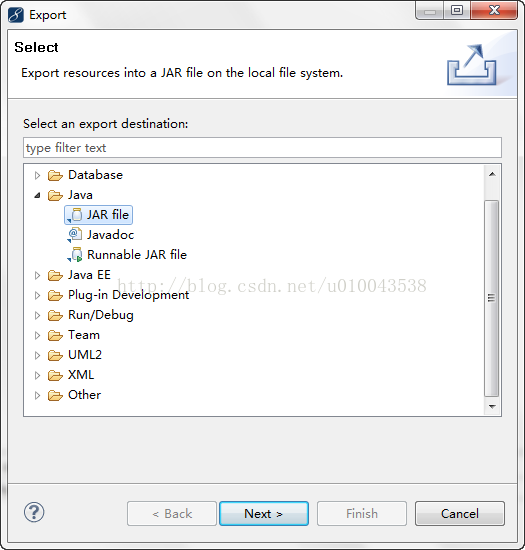 Export
Select
Export resources into a JAR file on the local file system.
Select an export destination:
type filter text
Database
Java
JAR file
Javadoc
Runnable JAR file
Java EE
http://blog.csdn.net/u010043538
Plug-in Development
Run/Debug
Team
UML2
XML
Other
?
< Back Next > Finish Cancel